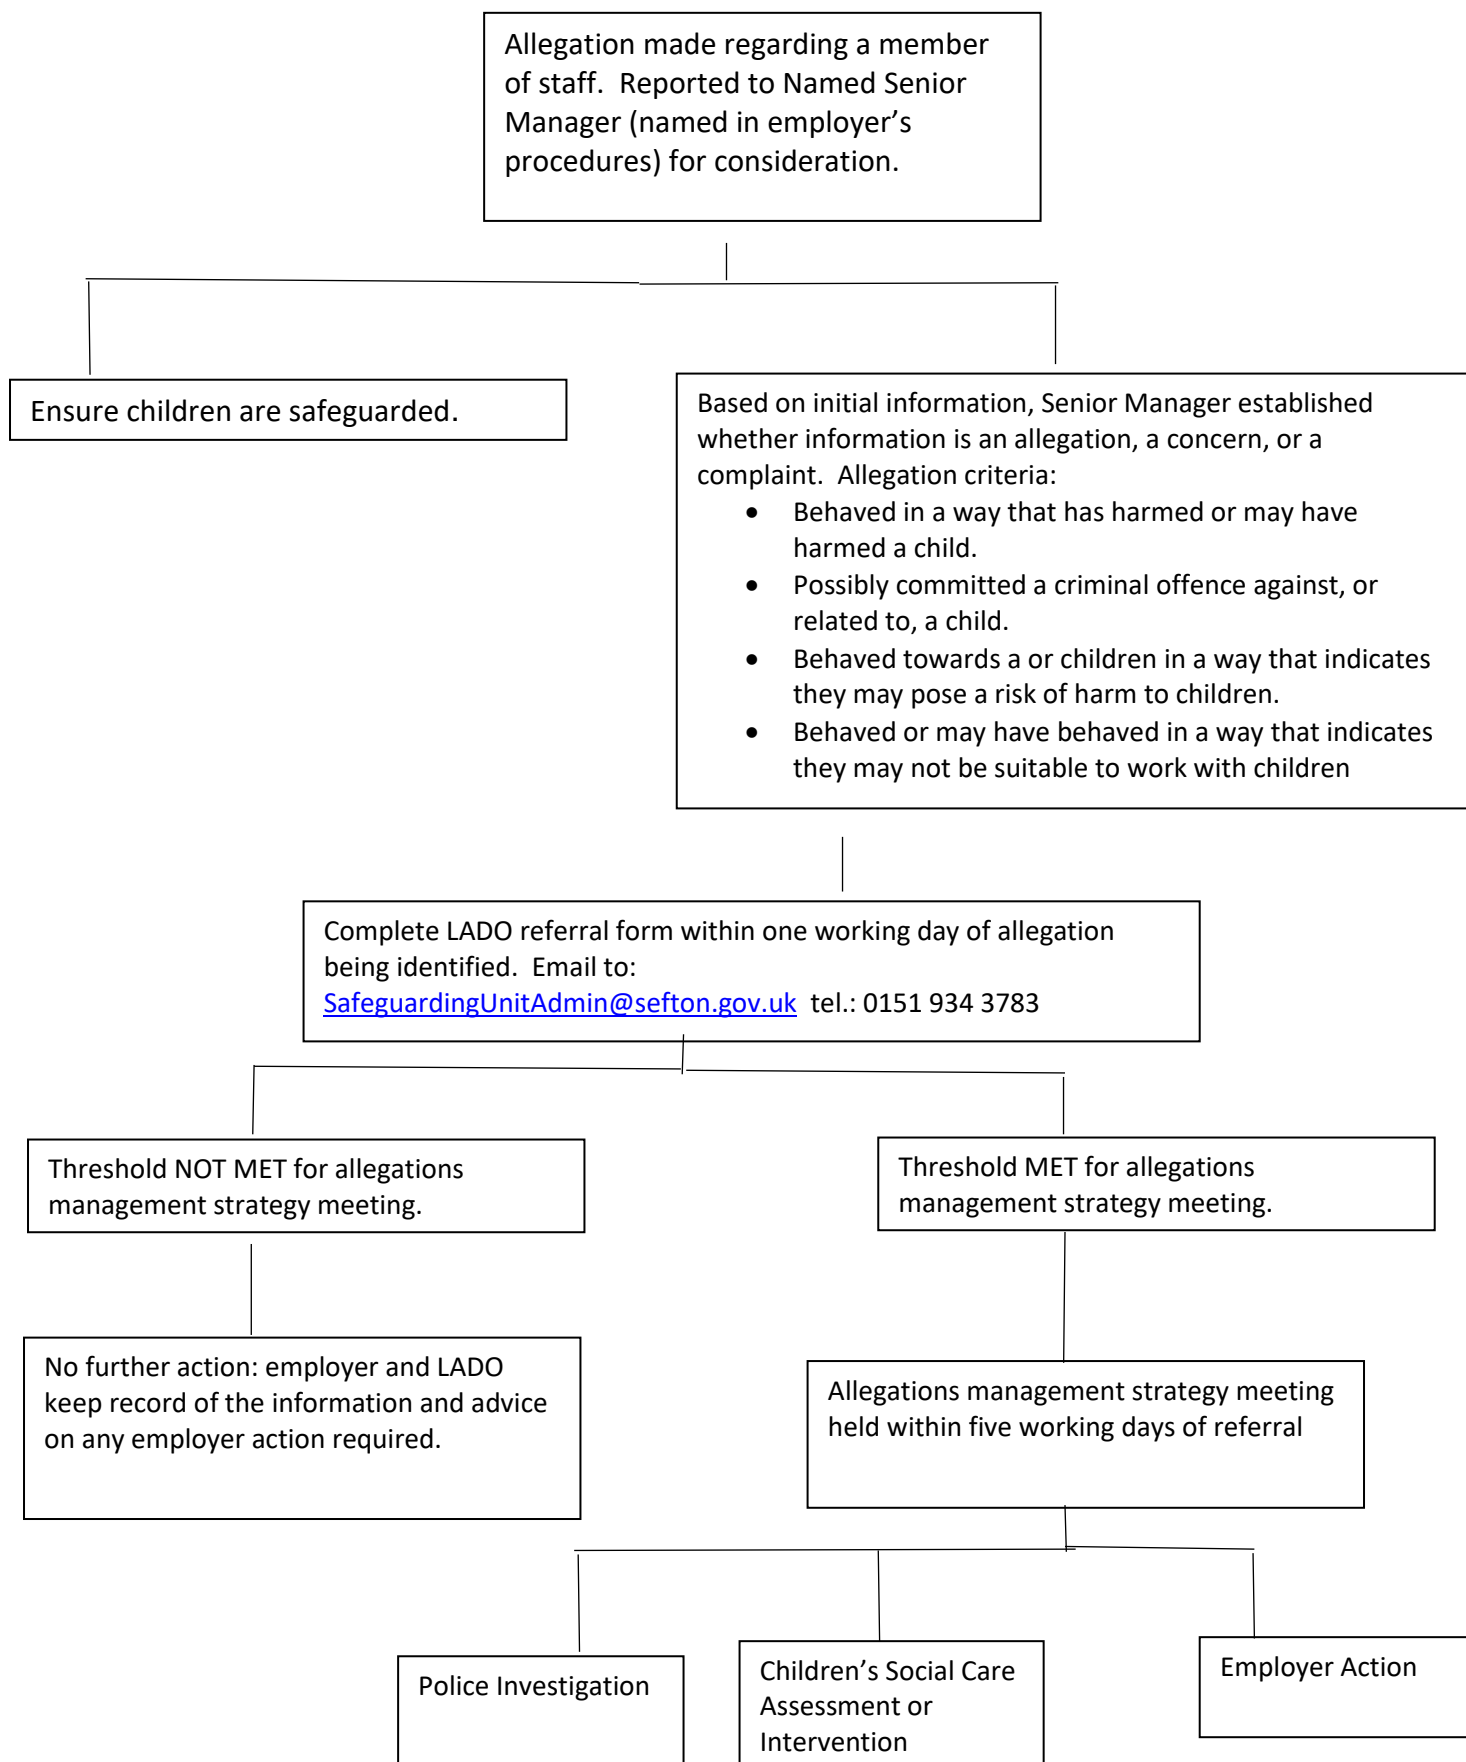 Allegation made regarding a member
of staff.  Reported to Named Senior
Manager (named in employer’s
procedures) for consideration.
Ensure children are safeguarded.
Based on initial information, Senior Manager established
whether information is an allegation, a concern, or a
complaint.  Allegation criteria:
• Behaved in a way that has harmed or may have
harmed a child.
• Possibly committed a criminal offence against, or
related to, a child.
• Behaved towards a or children in a way that indicates
they may pose a risk of harm to children.
• Behaved or may have behaved in a way that indicates
they may not be suitable to work with children
Complete LADO referral form within one working day of allegation
being identified.  Email to:
SafeguardingUnitAdmin@sefton.gov.uk  tel.: 0151 934 3783
Threshold NOT MET for allegations
management strategy meeting.
Threshold MET for allegations
management strategy meeting.
No further action: employer and LADO
keep record of the information and advice
on any employer action required.
Allegations management strategy meeting
held within five working days of referral
Police Investigation
Children’s Social Care
Assessment or
Intervention
Employer Action